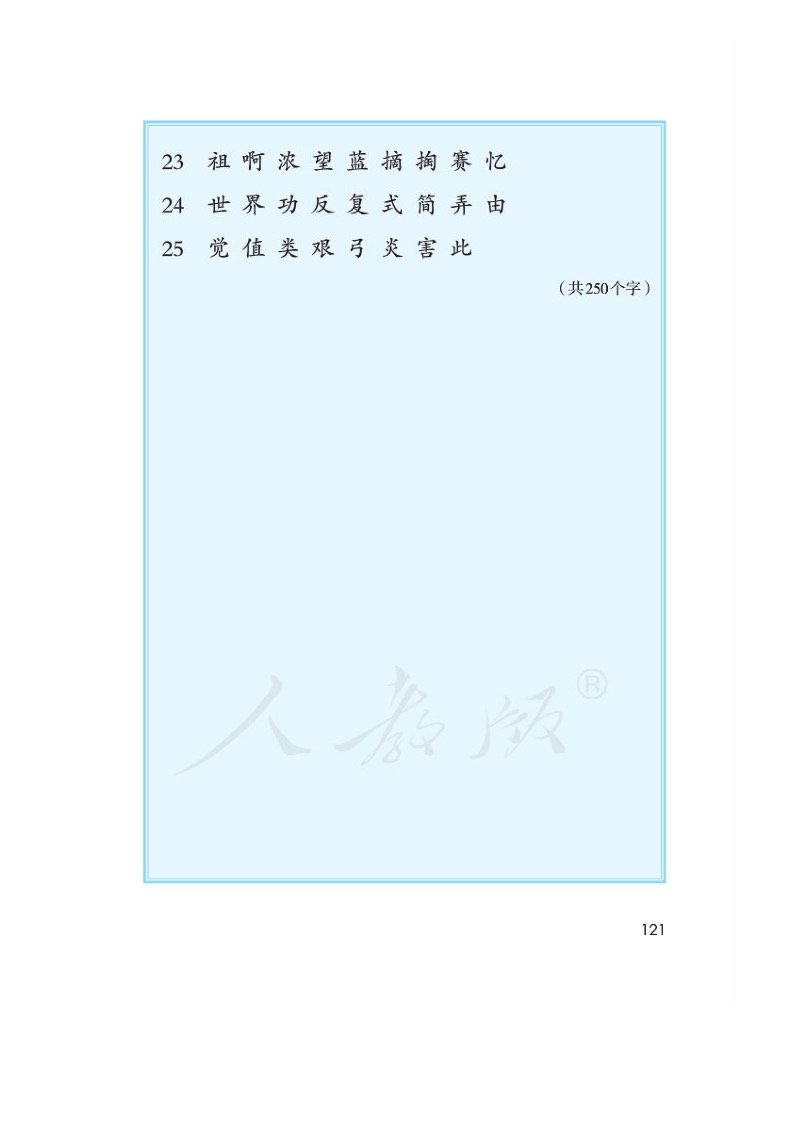 23 祖 啊 浓 望 蓝 摘 掏 赛 忆
24 世 界 功 反 复 式 简 弄 由
25 觉 值 类 艰 弓 炎 害 此
（共250个字）
人教版®
121